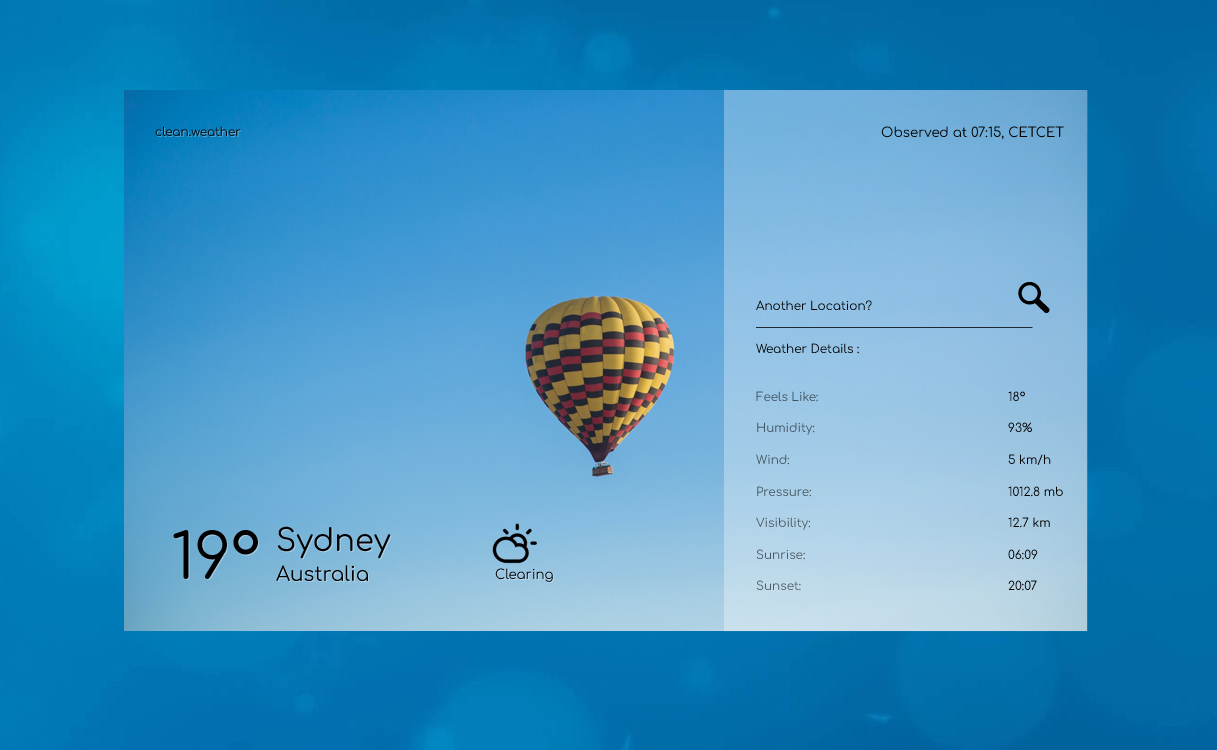 clean.weather
Observed at 07:15, CETCET
Another Location?
Weather Details :
Feels Like: 18°
Humidity: 93%
Wind: 5 km/h
Pressure: 1012.8 mb
Visibility: 12.7 km
Sunrise: 06:09
Sunset: 20:07
19° Sydney
Australia
Clearing